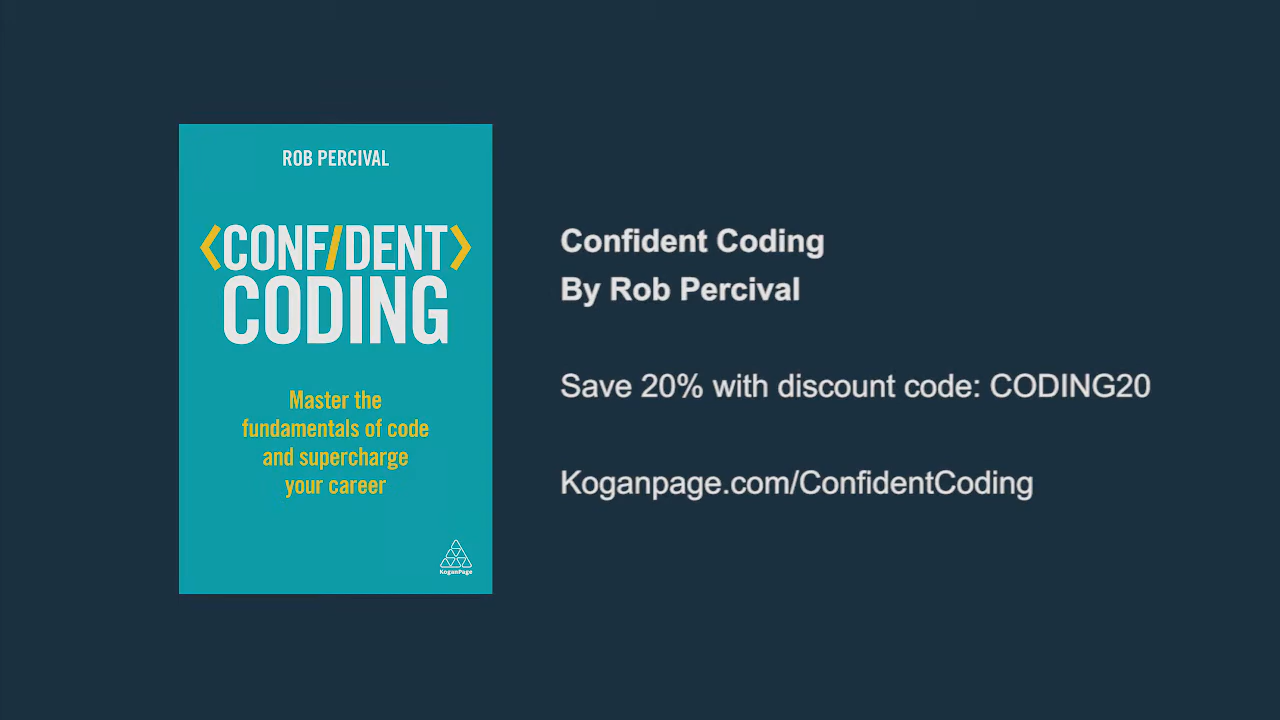 ROB PERCIVAL
<CONF/DENT>
CODING
Master the
fundamentals of code
and supercharge
your career
KoganPage
Confident Coding
By Rob Percival
Save 20% with discount code: CODING20
Koganpage.com/ConfidentCoding